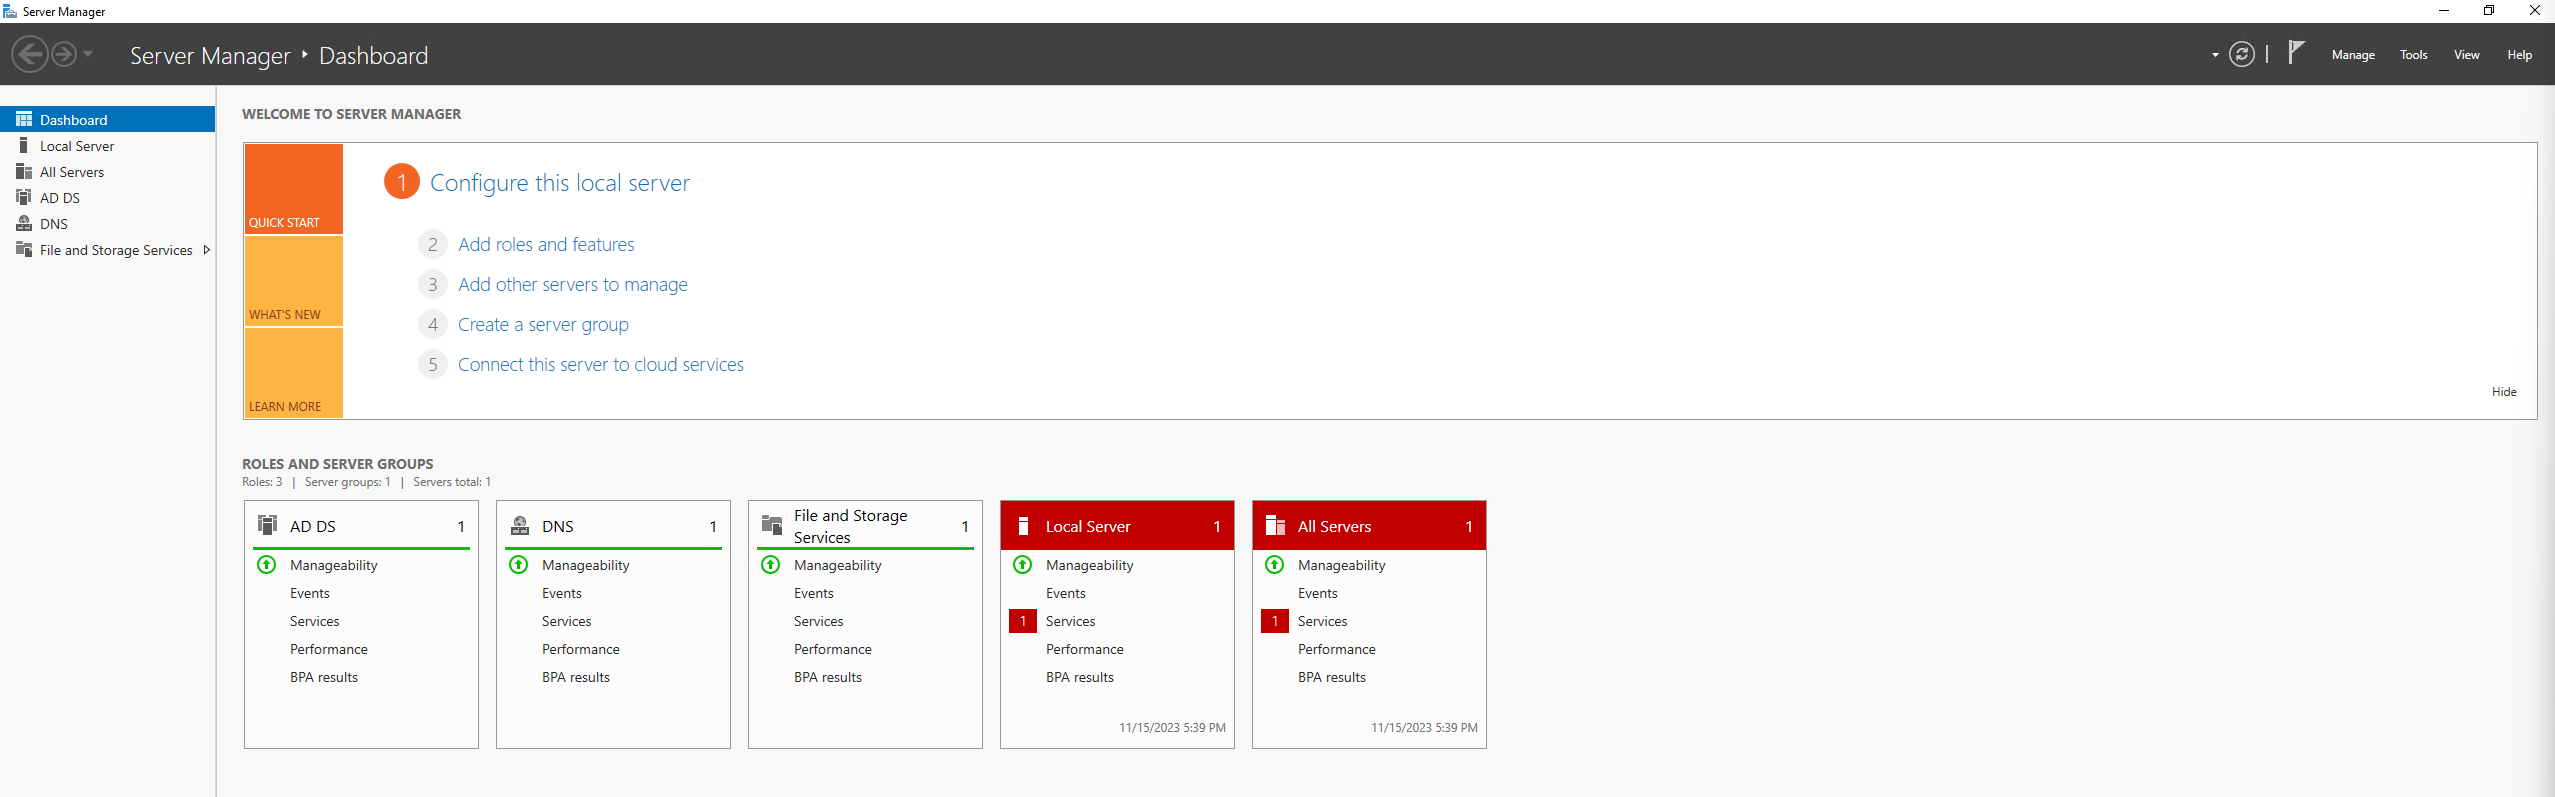 Server Manager
Server Manager ‣ Dashboard
Manage Tools View Help
Dashboard
Local Server
All Servers
AD DS
DNS
File and Storage Services
WELCOME TO SERVER MANAGER
QUICK START
WHAT'S NEW
LEARN MORE
1 Configure this local server
2 Add roles and features
3 Add other servers to manage
4 Create a server group
5 Connect this server to cloud services
Hide
ROLES AND SERVER GROUPS
Roles: 3 | Server groups: 1 | Servers total: 1
AD DS 1
Manageability
Events
Services
Performance
BPA results
DNS 1
Manageability
Events
Services
Performance
BPA results
File and Storage
Services 1
Manageability
Events
Services
Performance
BPA results
Local Server 1
Manageability
Events
1 Services
Performance
BPA results
11/15/2023 5:39 PM
All Servers 1
Manageability
Events
1 Services
Performance
BPA results
11/15/2023 5:39 PM